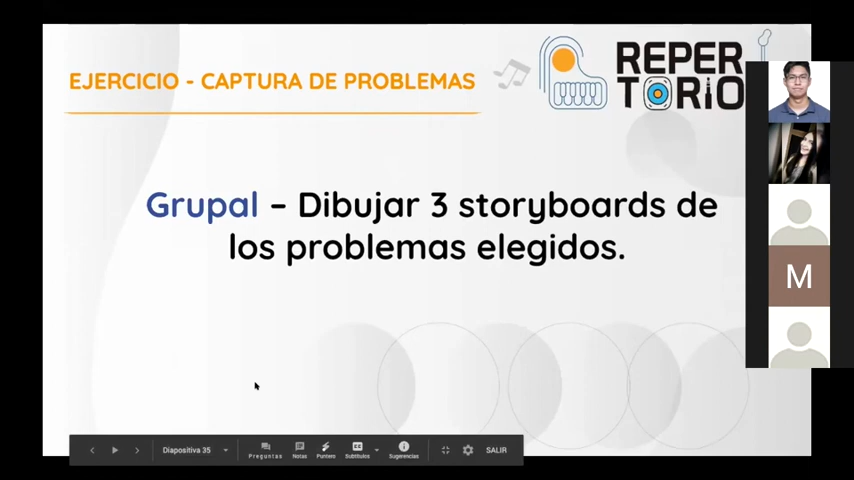 EJERCICIO - CAPTURA DE PROBLEMAS
REPER
TORIO
Grupal – Dibujar 3 storyboards de
los problemas elegidos.
M
Diapositiva 35
Preguntas
Notas
Puntero
Subtítulos
Sugerencias
SALIR